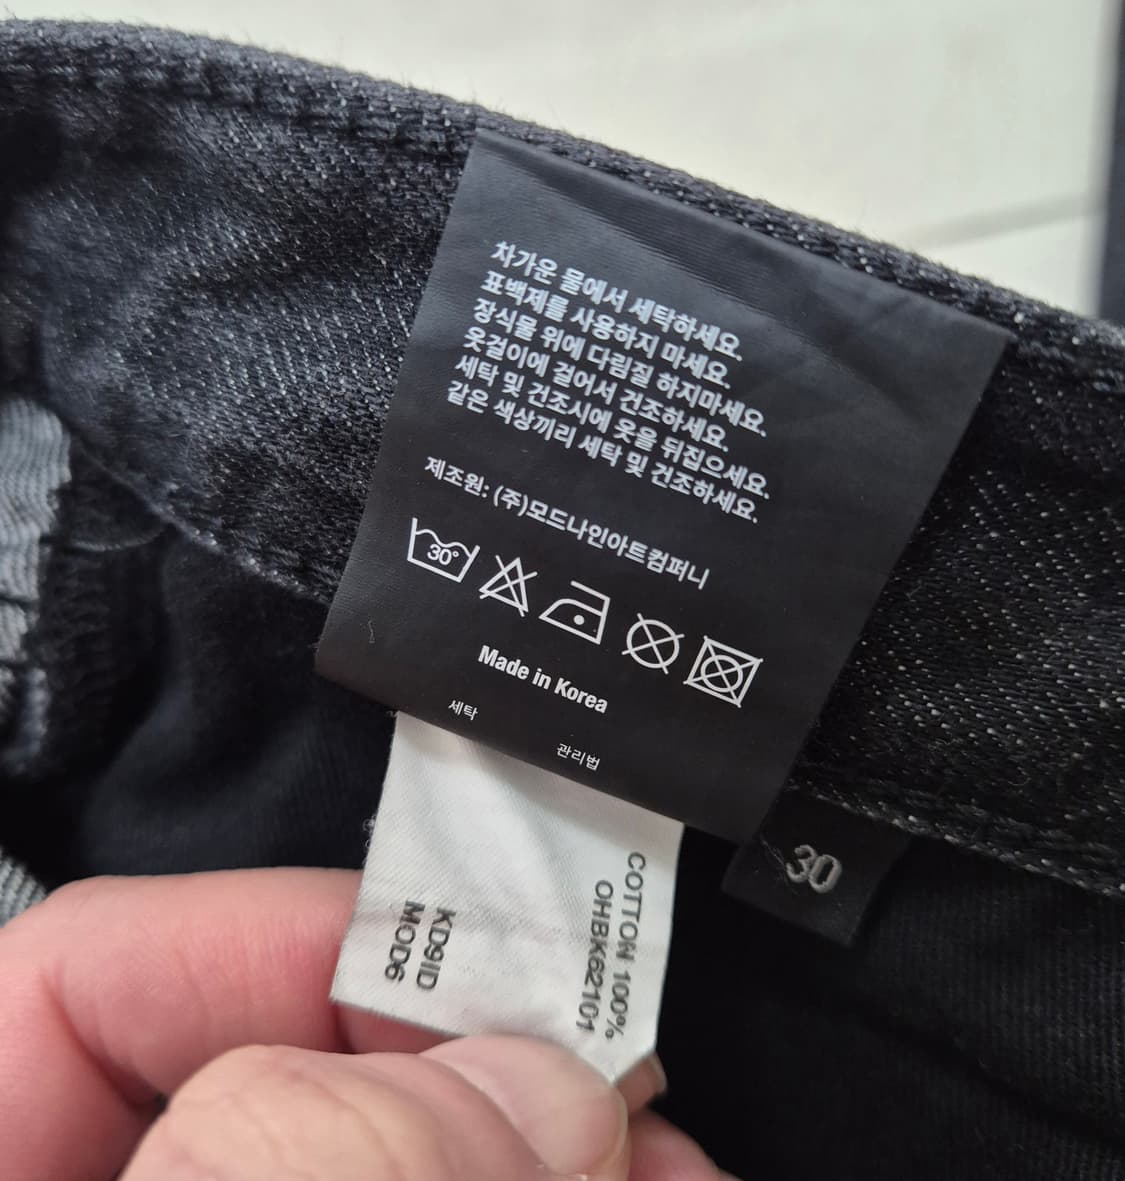 차가운 물에서 세탁하세요.
표백제를 사용하지 마세요.
장식물 위에 다림질 하지마세요.
옷걸이에 걸어서 건조하세요.
세탁 및 건조시에 옷을 뒤집으세요.
같은 색상끼리 세탁 및 건조하세요.
제조원: (주)모드나인아트컴퍼니
30°
Made in Korea
세탁
관리법
30
COTTON 100%
OHBK62101
KD9ID
MOD6